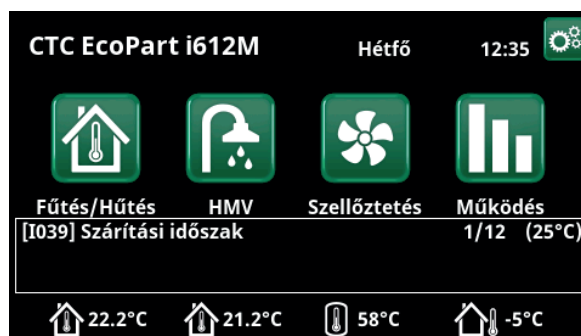 CTC EcoPart i612M Hétfő 12:35
Fűtés/Hűtés HMV Szellőztetés Működés
[I039] Szárítási időszak 1/12 (25°C)
22.2°C 21.2°C 58°C -5°C